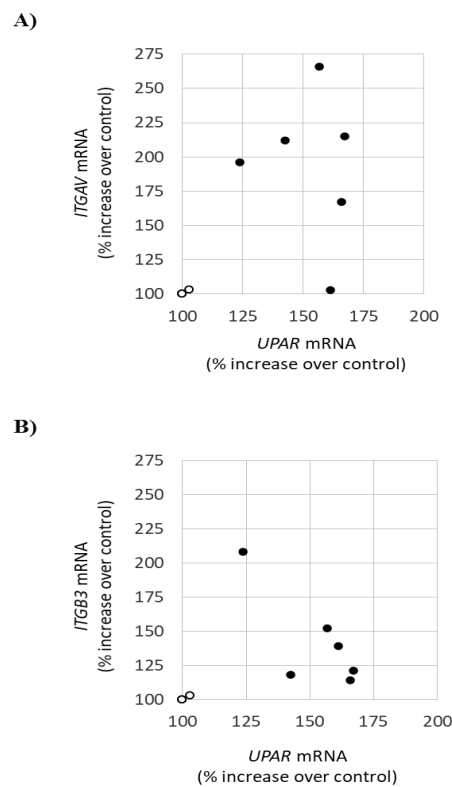 A)
275
250
225
200
175
150
125
100
ITGAV mRNA
(% increase over control)
100 125 150 175 200
UPAR mRNA
(% increase over control)
B)
275
250
225
200
175
150
125
100
ITGB3 mRNA
(% increase over control)
100 125 150 175 200
UPAR mRNA
(% increase over control)